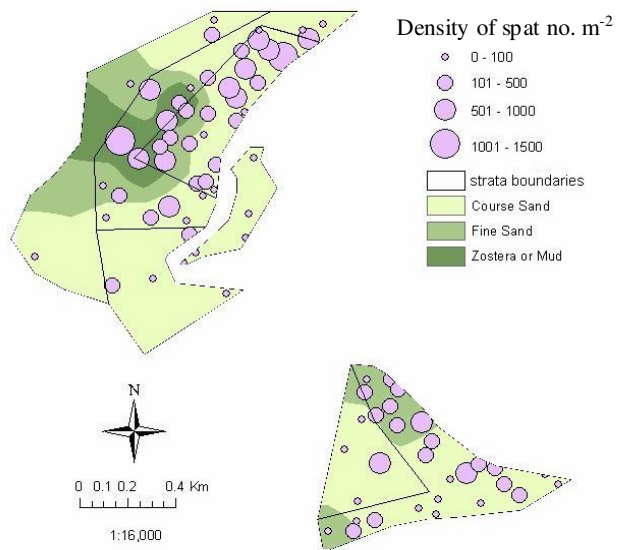 Density of spat no. m-2
0 - 100
101 - 500
501 - 1000
1001 - 1500
strata boundaries
Course Sand
Fine Sand
Zostera or Mud
N
0 0.1 0.2 0.4 Km
1:16,000